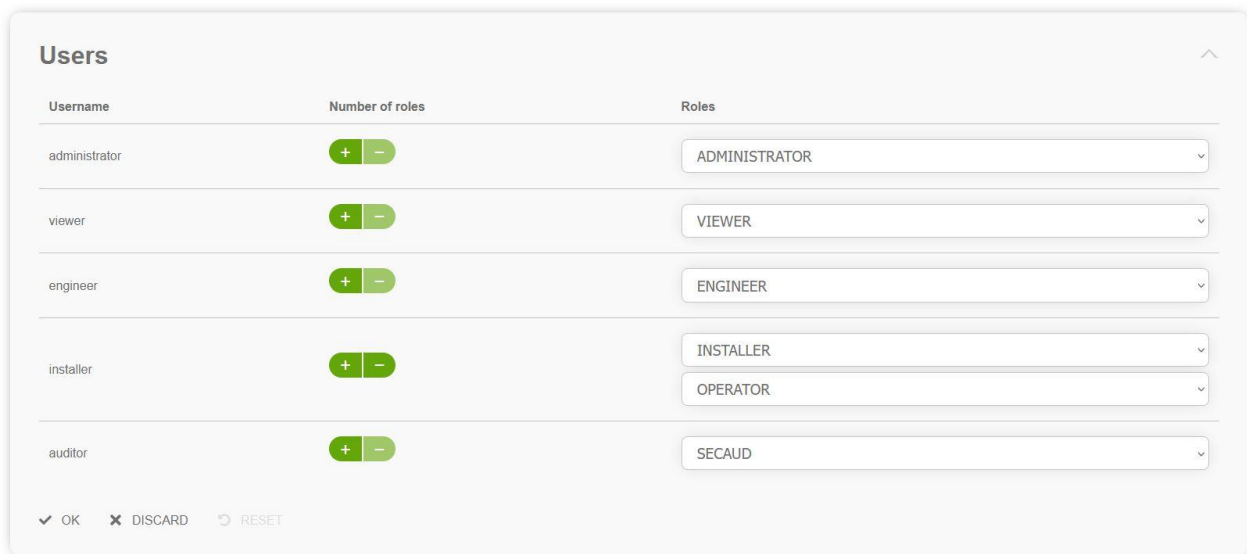 Users
Username Number of roles Roles
administrator + − ADMINISTRATOR
viewer + − VIEWER
engineer + − ENGINEER
installer + − INSTALLER
OPERATOR
auditor + − SECAUD
OK DISCARD RESET